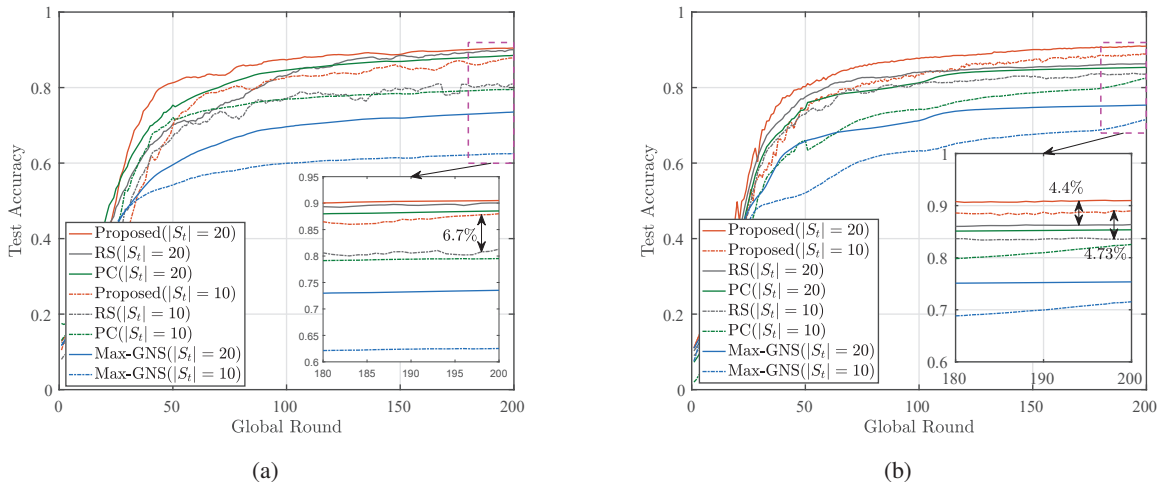 1
0.8
0.6
0.4
0.2
0
Test Accuracy
0
50
100
150
200
Global Round
Proposed(|S_t| = 20)
RS(|S_t| = 20)
PC(|S_t| = 20)
Proposed(|S_t| = 10)
RS(|S_t| = 10)
PC(|S_t| = 10)
Max-GNS(|S_t| = 20)
Max-GNS(|S_t| = 10)
0.95
0.9
0.85
0.8
0.75
0.7
0.65
0.6
180
185
190
195
200
6.7%
(a)
1
0.8
0.6
0.4
0.2
0
Test Accuracy
0
50
100
150
200
Global Round
Proposed(|S_t| = 20)
Proposed(|S_t| = 10)
RS(|S_t| = 20)
PC(|S_t| = 20)
RS(|S_t| = 10)
PC(|S_t| = 10)
Max-GNS(|S_t| = 20)
Max-GNS(|S_t| = 10)
1
0.9
0.8
0.7
0.6
180
190
200
4.4%
4.73%
(b)